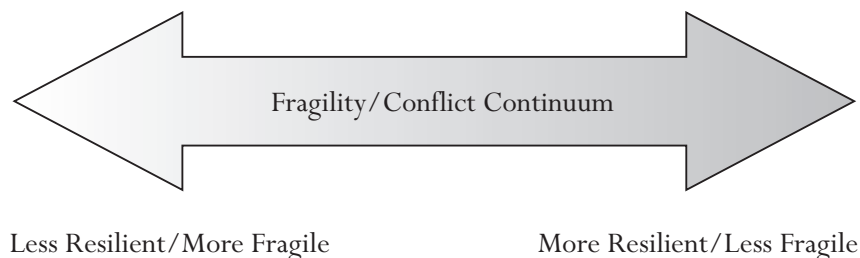 Fragility/Conflict Continuum
Less Resilient/More Fragile
More Resilient/Less Fragile